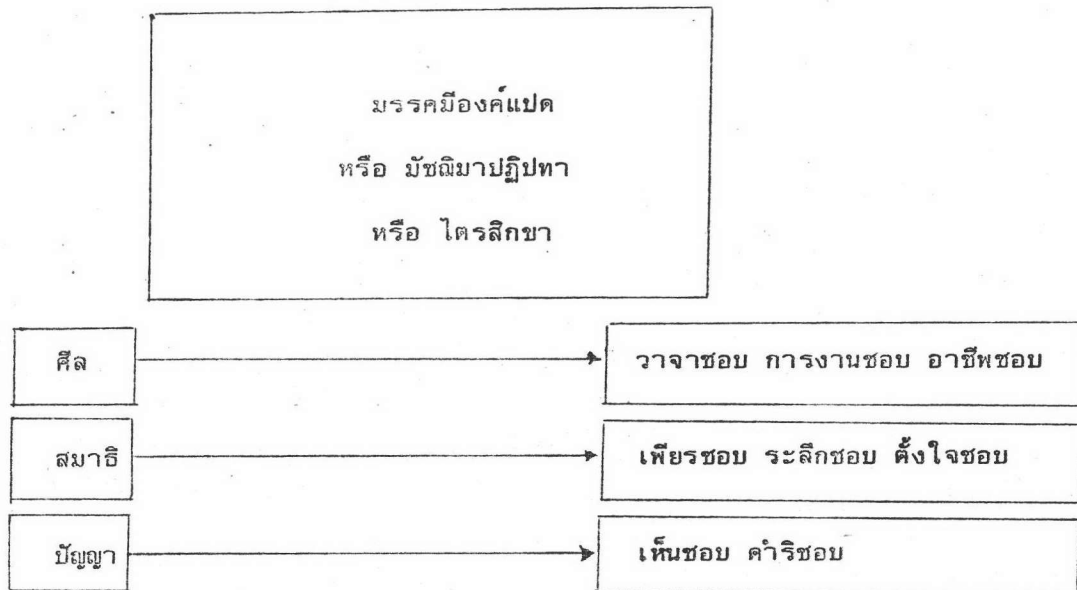 มรรคมีองค์แปด
หรือ มัชฌิมาปฏิปทา
หรือ ไตรสิกขา
ศีล วาจาชอบ การงานชอบ อาชีพชอบ
สมาธิ เพียรชอบ ระลึกชอบ ตั้งใจชอบ
ปัญญา เห็นชอบ ดำริชอบ